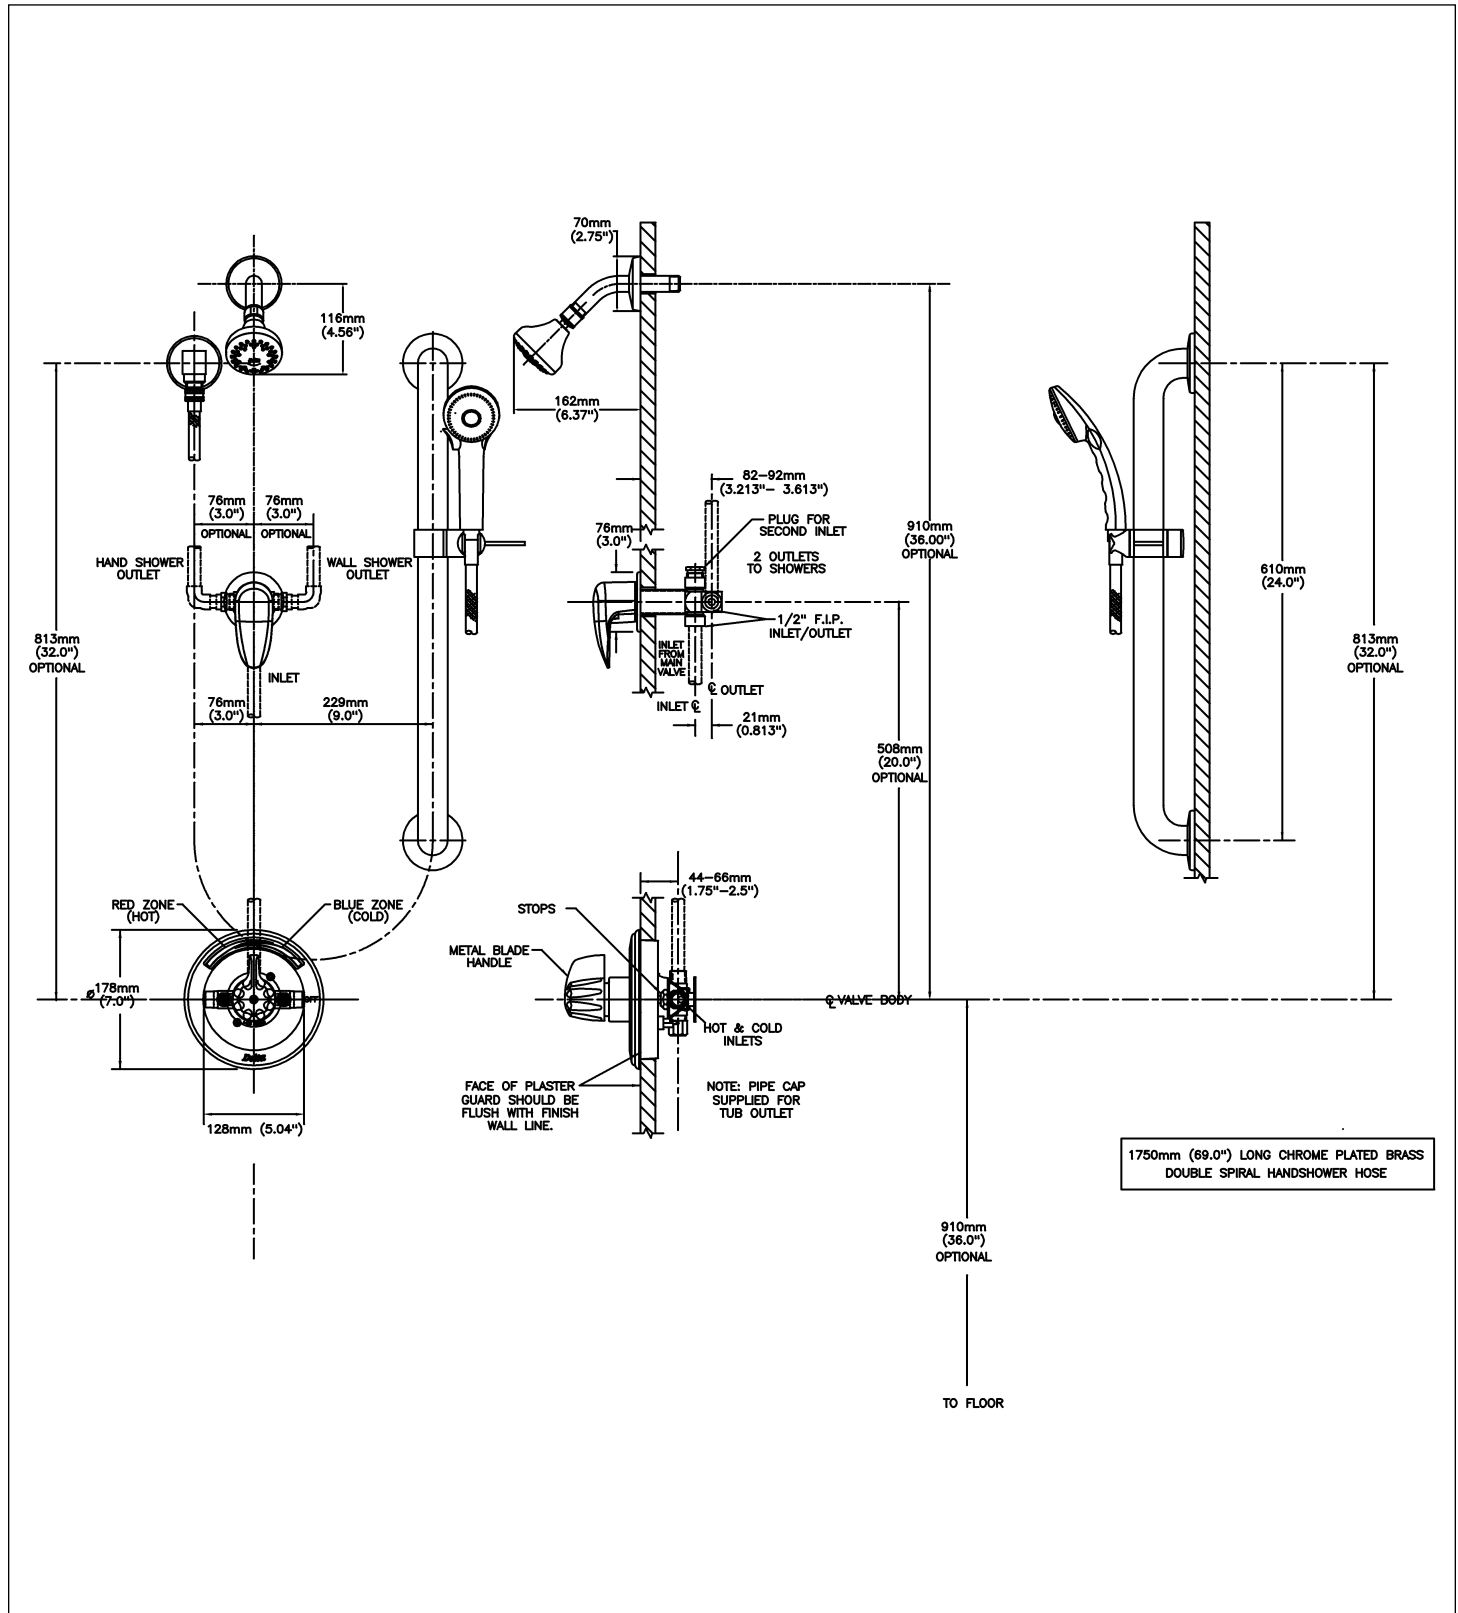 70mm
(2.75")
116mm
(4.56")
162mm
(6.37")
82-92mm
(3.213"- 3.613")
76mm
(3.0")
76mm
(3.0")
OPTIONAL
OPTIONAL
PLUG FOR
SECOND INLET
76mm
(3.0")
910mm
(36.00")
OPTIONAL
HAND SHOWER
OUTLET
WALL SHOWER
OUTLET
2 OUTLETS
TO SHOWERS
610mm
(24.0")
1/2" F.I.P.
INLET/OUTLET
813mm
(32.0")
OPTIONAL
813mm
(32.0")
OPTIONAL
INLET
FROM
MAIN
VALVE
INLET
76mm
(3.0")
229mm
(9.0")
℄ OUTLET
INLET ℄
21mm
(0.813")
508mm
(20.0")
OPTIONAL
44-66mm
(1.75"-2.5")
RED ZONE
(HOT)
BLUE ZONE
(COLD)
STOPS
METAL BLADE
HANDLE
ø178mm
(7.0")
OFF
℄ VALVE BODY
HOT & COLD
INLETS
Delta
FACE OF PLASTER
GUARD SHOULD BE
FLUSH WITH FINISH
WALL LINE.
NOTE: PIPE CAP
SUPPLIED FOR
TUB OUTLET
128mm (5.04")
1750mm (69.0") LONG CHROME PLATED BRASS
DOUBLE SPIRAL HANDSHOWER HOSE
910mm
(36.0")
OPTIONAL
TO FLOOR